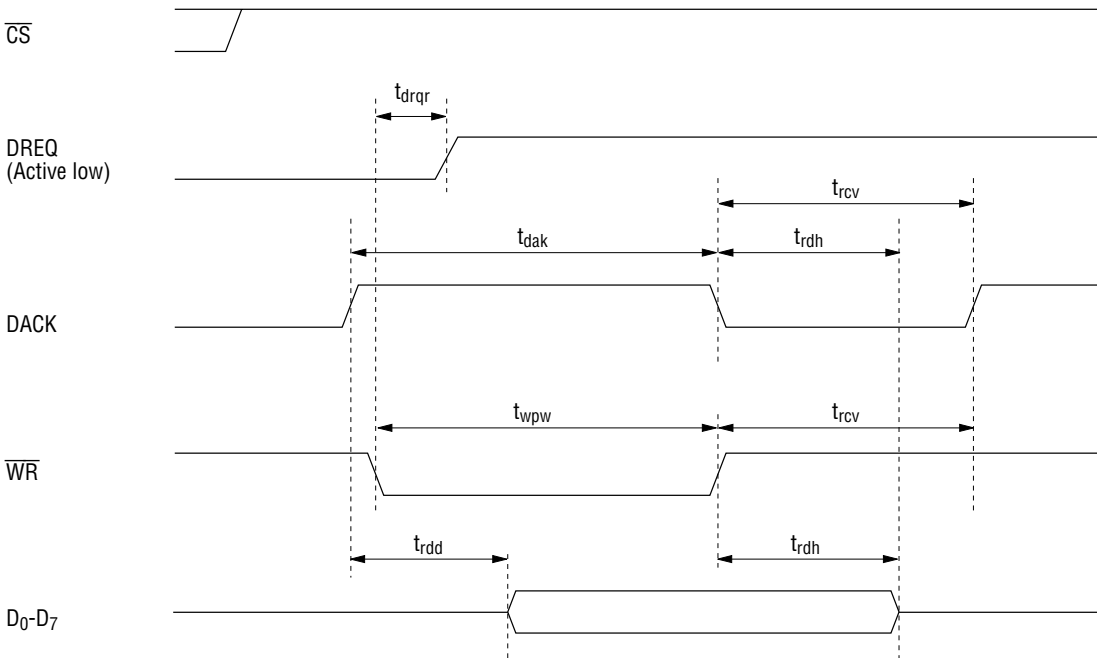 CS
t_drqr
DREQ
(Active low)
t_rcv
t_dak
t_rdh
DACK
t_wpw
t_rcv
WR
t_rdd
t_rdh
D0-D7